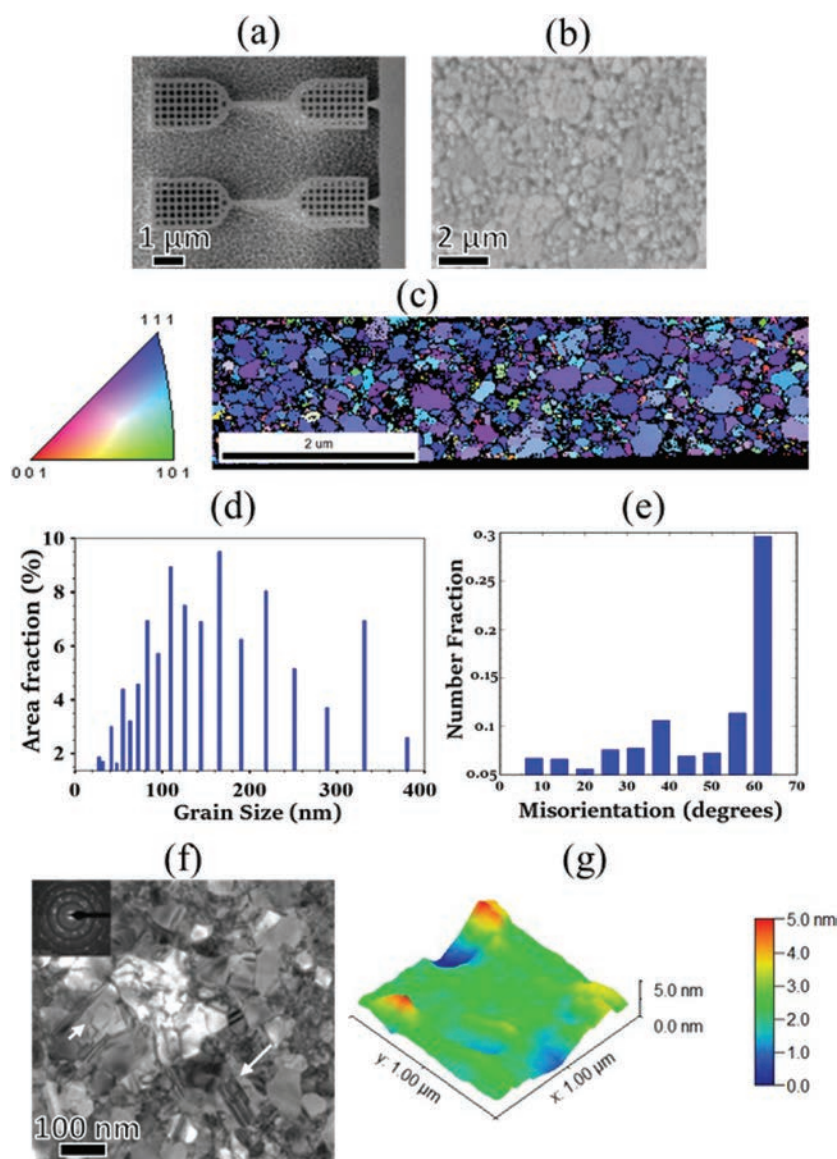 (a)
(b)
1 μm
2 μm
(c)
1 1 1
0 0 1
1 0 1
2 um
(d)
(e)
Area fraction (%)
10
8
6
4
2
0
100
200
300
400
Grain Size (nm)
Number Fraction
0.3
0.25
0.2
0.15
0.1
0.05
0
10
20
30
40
50
60
70
Misorientation (degrees)
(f)
(g)
100 nm
5.0 nm
0.0 nm
y: 1.00 μm
x: 1.00 μm
5.0 nm
4.0
3.0
2.0
1.0
0.0